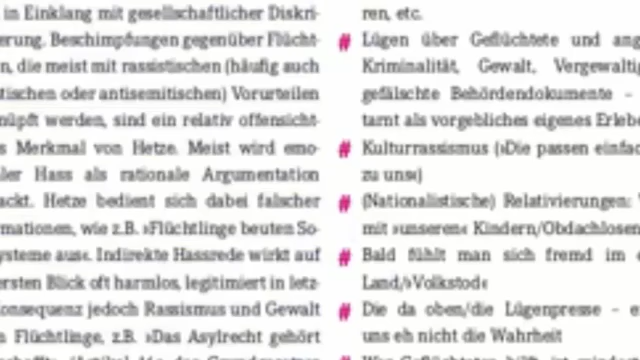 in Einklang mit gesellschaftlicher Diskri-
erung. Beschimpfungen gegenüber Flücht-
n, die meist mit rassistischen (häufig auch
tischen oder antisemitischen) Vorurteilen
nüpft werden, sind ein relativ offensicht-
s Merkmal von Hetze. Meist wird emo-
ler Hass als rationale Argumentation
ackt. Hetze bedient sich dabei falscher
rmationen, wie z.B. »Flüchtlinge beuten So-
ysteme aus«. Indirekte Hassrede wirkt auf
ersten Blick oft harmlos, legitimiert in letz-
onsequenz jedoch Rassismus und Gewalt
n Flüchtlinge, z.B. »Das Asylrecht gehört
ren, etc.
# Lügen über Geflüchtete und ang
Kriminalität, Gewalt, Vergewaltig
gefälschte Behördendokumente –
tarnt als vorgebliches eigenes Erlebe
# Kulturrassismus (»Die passen einfac
zu uns«)
# (Nationalistische) Relativierungen:
mit »unseren« Kindern/Obdachlosen
# Bald fühlt man sich fremd im e
Land/»Volkstod«
# Die da oben/die Lügenpresse – e
uns eh nicht die Wahrheit